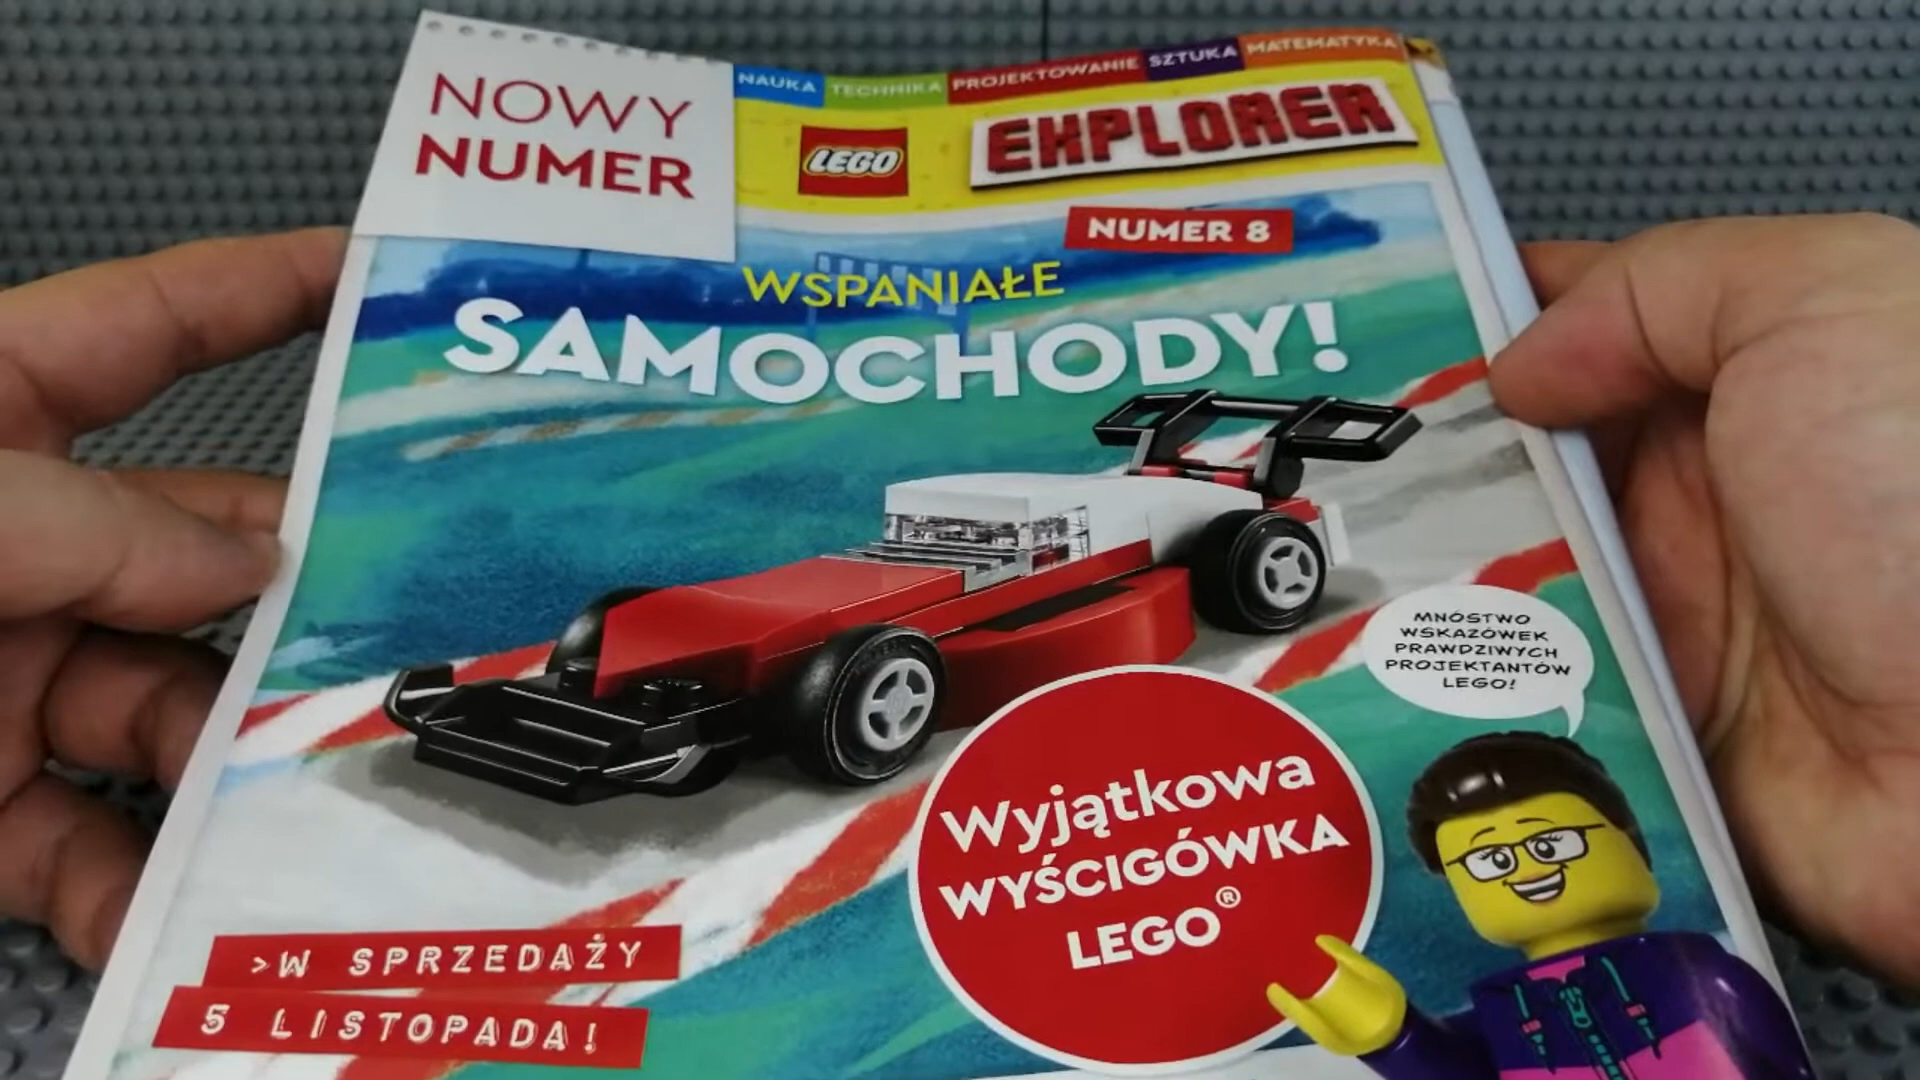 NOWY
NUMER
NAUKA TECHNIKA PROJEKTOWANIE SZTUKA MATEMATYKA
LEGO EXPLORER
NUMER 8
WSPANIAŁE
SAMOCHODY!
MNÓSTWO
WSKAZÓWEK
PRAWDZIWYCH
PROJEKTANTÓW
LEGO!
Wyjątkowa
WYŚCIGÓWKA
LEGO®
>W SPRZEDAŻY
5 LISTOPADA!